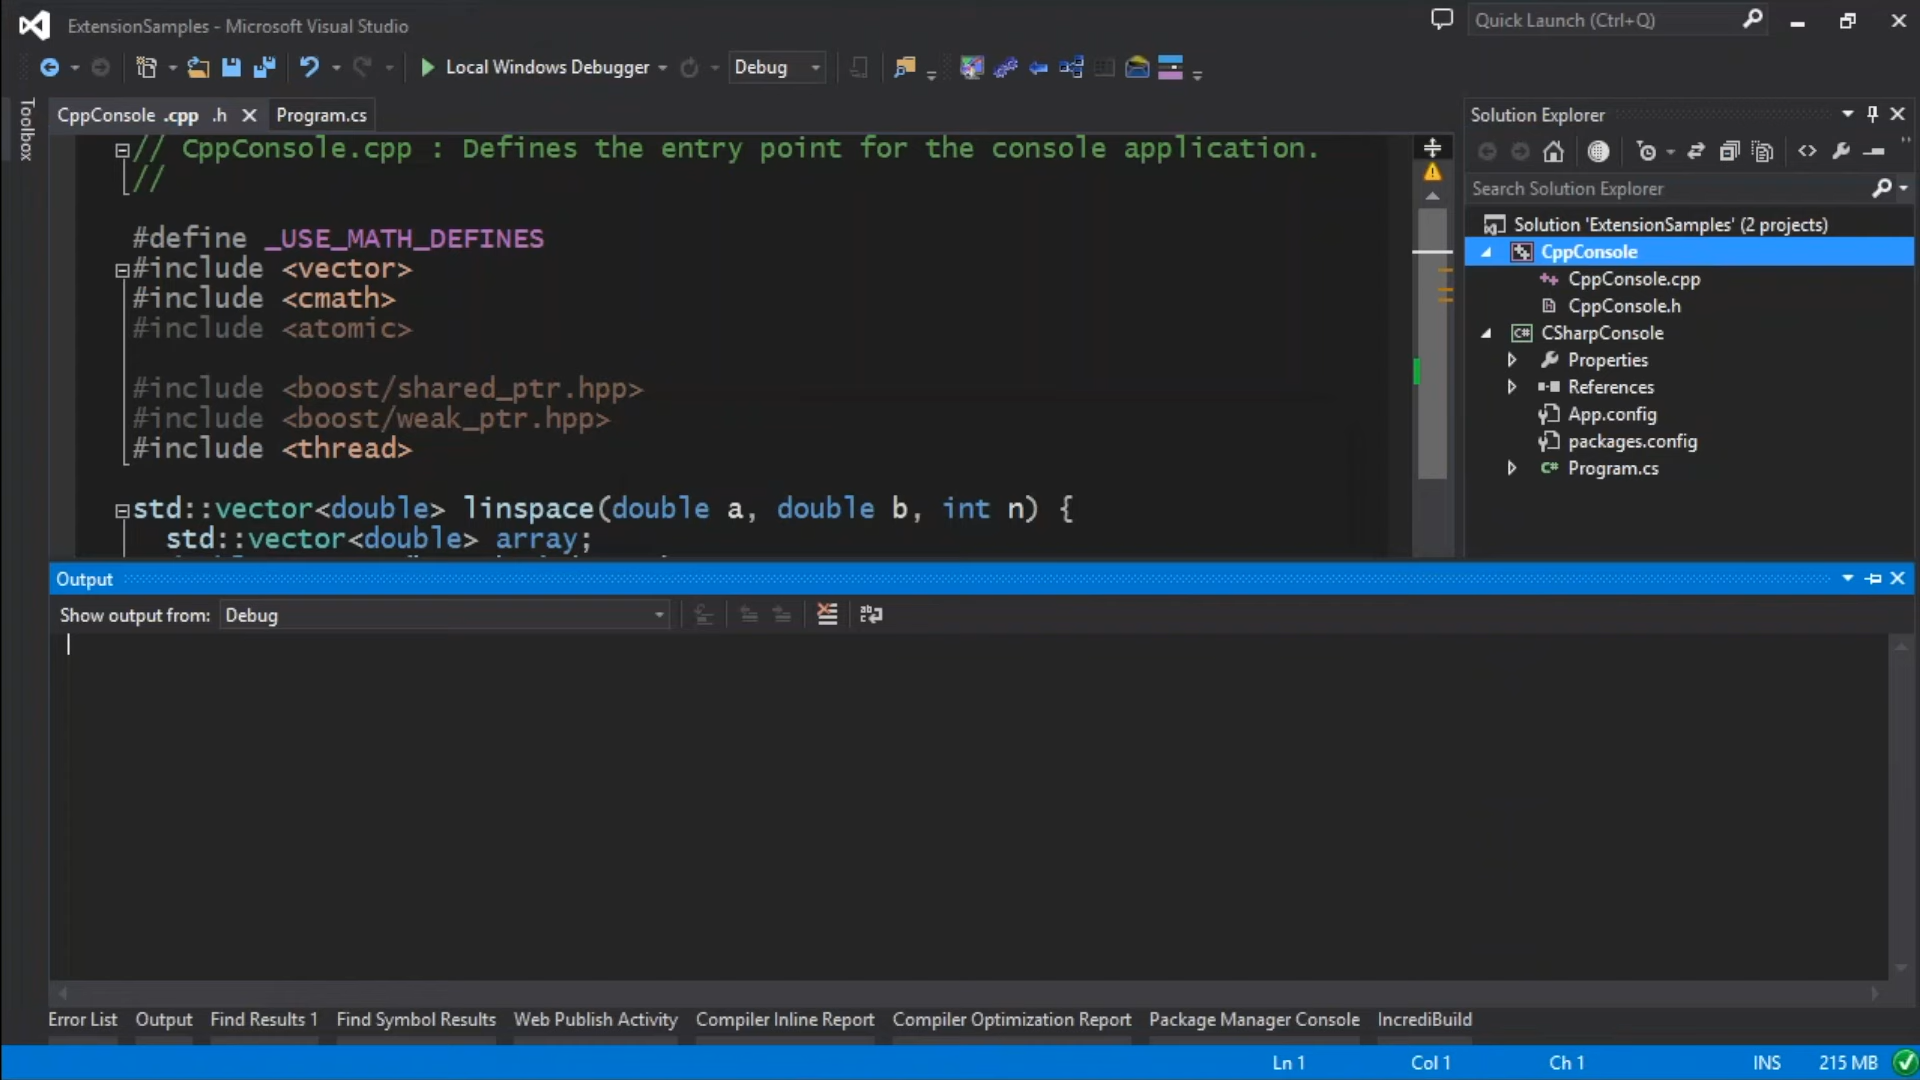 ExtensionSamples - Microsoft Visual Studio
Quick Launch (Ctrl+Q)
Local Windows Debugger
Debug
Toolbox
CppConsole .cpp .h
Program.cs
// CppConsole.cpp : Defines the entry point for the console application.
//
#define _USE_MATH_DEFINES
#include <vector>
#include <cmath>
#include <atomic>
#include <boost/shared_ptr.hpp>
#include <boost/weak_ptr.hpp>
#include <thread>
std::vector<double> linspace(double a, double b, int n) {
std::vector<double> array;
Solution Explorer
Search Solution Explorer
Solution 'ExtensionSamples' (2 projects)
CppConsole
CppConsole.cpp
CppConsole.h
C# CSharpConsole
Properties
References
App.config
packages.config
C# Program.cs
Output
Show output from: Debug
Error List Output Find Results 1 Find Symbol Results Web Publish Activity Compiler Inline Report Compiler Optimization Report Package Manager Console IncrediBuild
Ln 1 Col 1 Ch 1 INS 215 MB